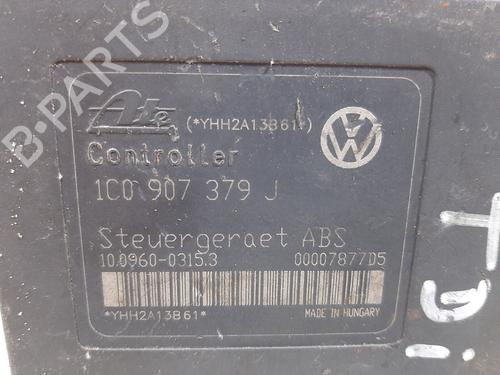 B-PARTS
Ate (*YHH2A13B61*)
Controller
1C0 907 379 J
Steuergeraet ABS
10.0960-0315.3 00007877D5
*YHH2A13B61* MADE IN HUNGARY